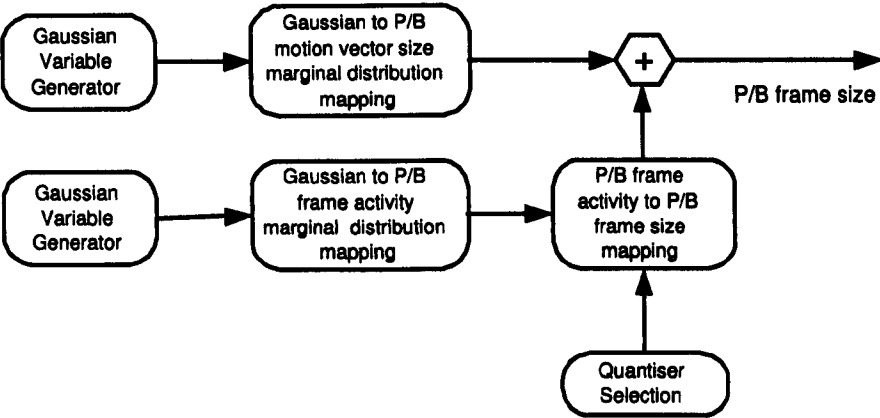 Gaussian
Variable
Generator
Gaussian to P/B
motion vector size
marginal distribution
mapping
+
P/B frame size
Gaussian
Variable
Generator
Gaussian to P/B
frame activity
marginal distribution
mapping
P/B frame
activity to P/B
frame size
mapping
Quantiser
Selection